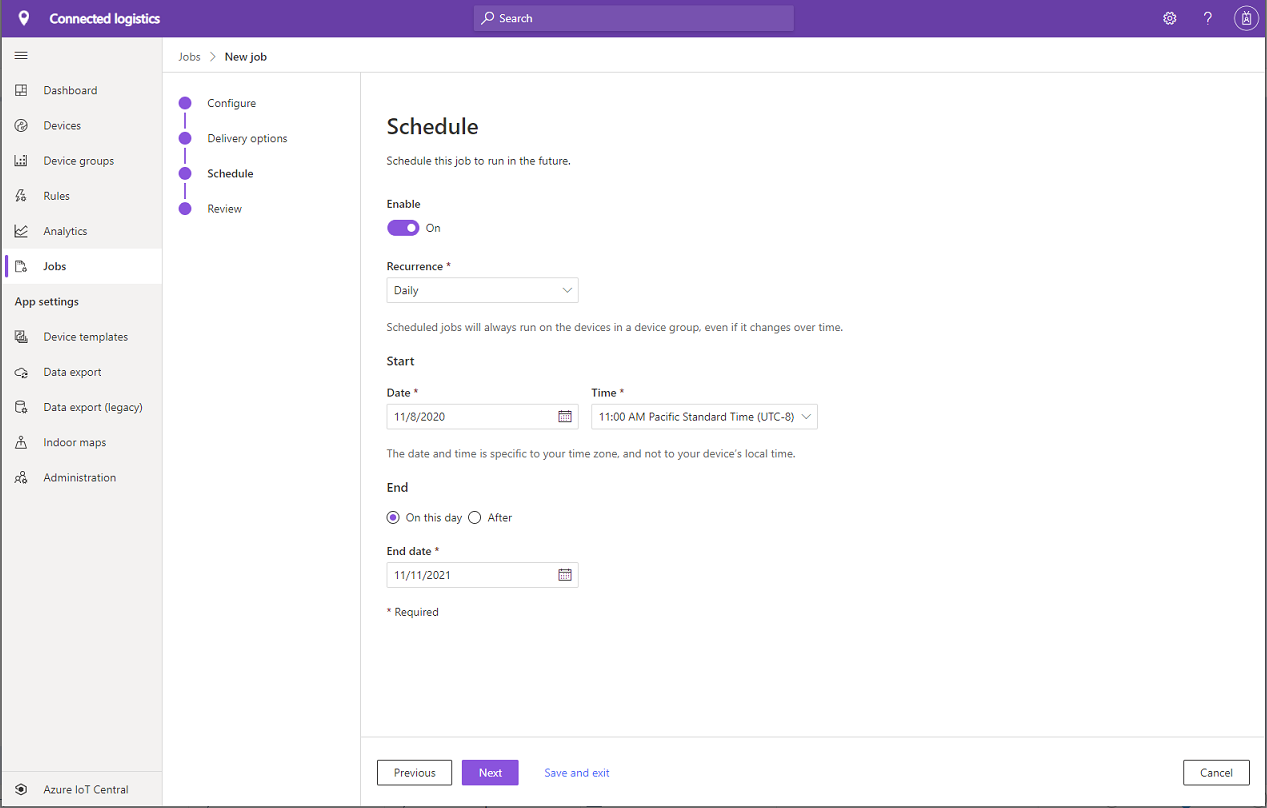 Connected logistics
Search
?
Dashboard
Devices
Device groups
Rules
Analytics
Jobs
App settings
Device templates
Data export
Data export (legacy)
Indoor maps
Administration
Azure IoT Central
Jobs > New job
Configure
Delivery options
Schedule
Review
Schedule
Schedule this job to run in the future.
Enable
On
Recurrence *
Daily
Scheduled jobs will always run on the devices in a device group, even if it changes over time.
Start
Date * Time *
11/8/2020 11:00 AM Pacific Standard Time (UTC-8)
The date and time is specific to your time zone, and not to your device's local time.
End
On this day After
End date *
11/11/2021
* Required
Previous Next Save and exit Cancel